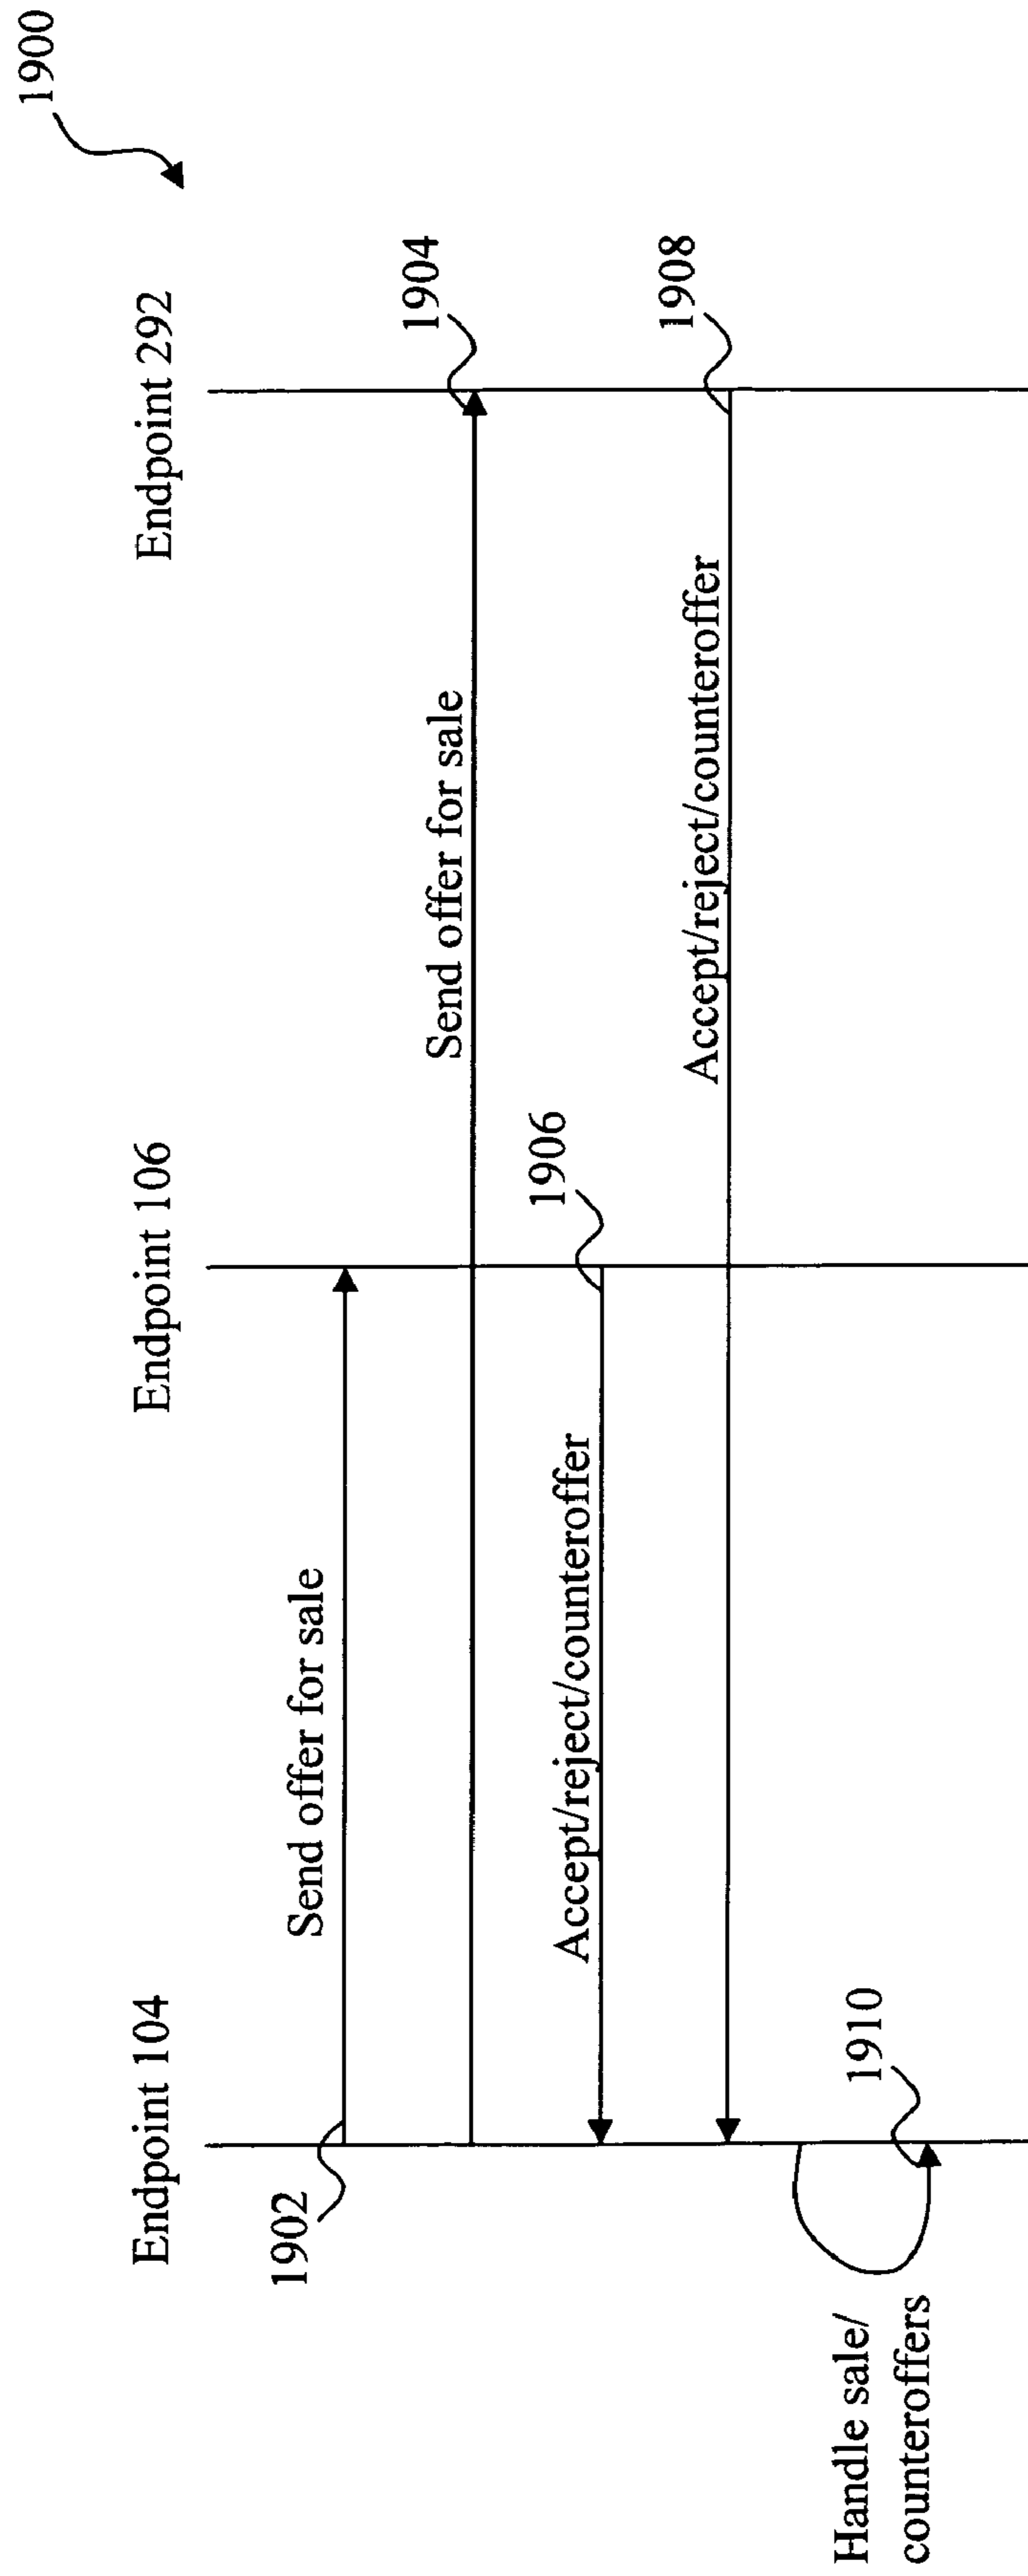 1900
Endpoint 104
Endpoint 106
Endpoint 292
1902
Send offer for sale
Send offer for sale
1904
Accept/reject/counteroffer
1906
Accept/reject/counteroffer
1908
Handle sale/
counteroffers
1910